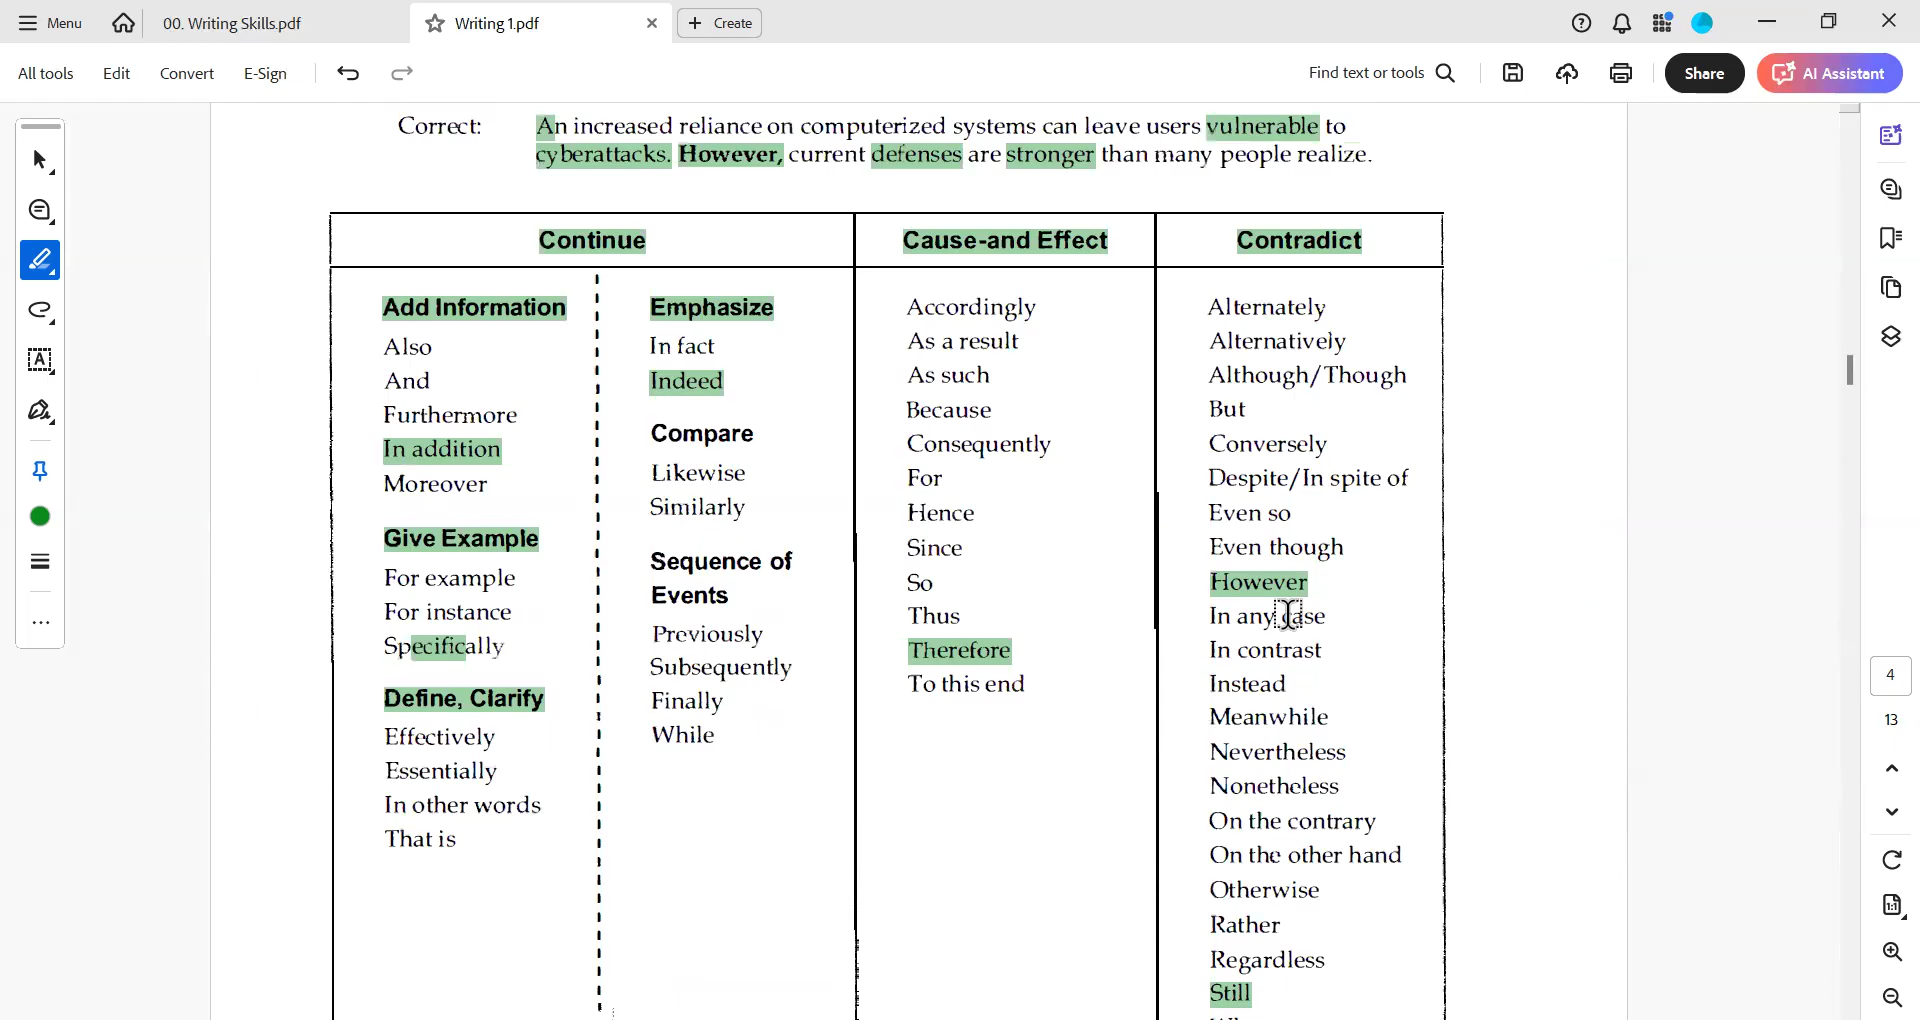 Menu
00. Writing Skills.pdf
Writing 1.pdf
Create
All tools
Edit
Convert
E-Sign
Find text or tools
Share
AI Assistant
Correct: An increased reliance on computerized systems can leave users vulnerable to
cyberattacks. However, current defenses are stronger than many people realize.
Continue
Add Information
Also
And
Furthermore
In addition
Moreover
Give Example
For example
For instance
Specifically
Define, Clarify
Effectively
Essentially
In other words
That is
Emphasize
In fact
Indeed
Compare
Likewise
Similarly
Sequence of
Events
Previously
Subsequently
Finally
While
Cause-and Effect
Accordingly
As a result
As such
Because
Consequently
For
Hence
Since
So
Thus
Therefore
To this end
Contradict
Alternately
Alternatively
Although/Though
But
Conversely
Despite/In spite of
Even so
Even though
However
In any case
In contrast
Instead
Meanwhile
Nevertheless
Nonetheless
On the contrary
On the other hand
Otherwise
Rather
Regardless
Still
4
13